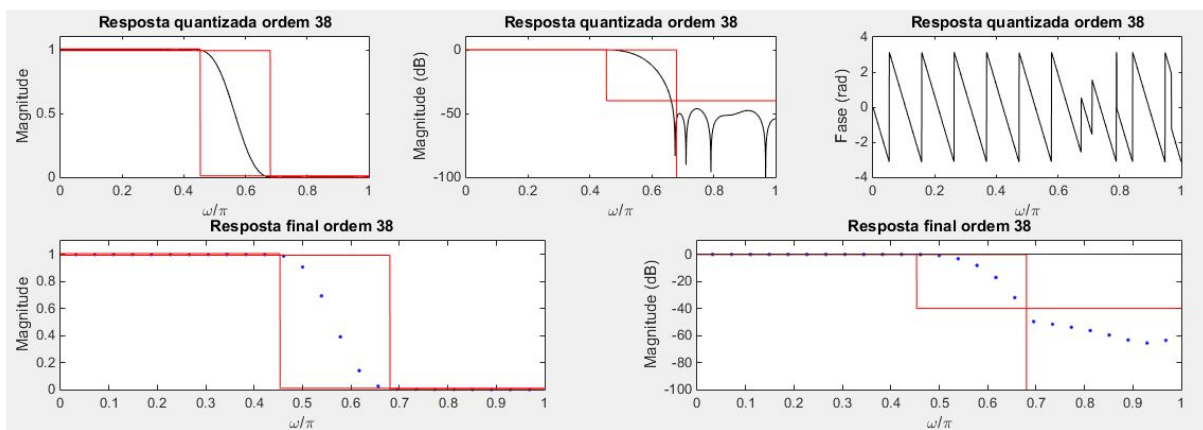 Resposta quantizada ordem 38
Magnitude
1
0.5
0
0 0.2 0.4 0.6 0.8 1
ω/π
Resposta quantizada ordem 38
Magnitude (dB)
0
-50
-100
0 0.2 0.4 0.6 0.8 1
ω/π
Resposta quantizada ordem 38
Fase (rad)
4
2
0
-2
-4
0 0.2 0.4 0.6 0.8 1
ω/π
Resposta final ordem 38
Magnitude
1
0.8
0.6
0.4
0.2
0
0 0.1 0.2 0.3 0.4 0.5 0.6 0.7 0.8 0.9 1
ω/π
Resposta final ordem 38
Magnitude (dB)
0
-20
-40
-60
-80
-100
0 0.1 0.2 0.3 0.4 0.5 0.6 0.7 0.8 0.9 1
ω/π